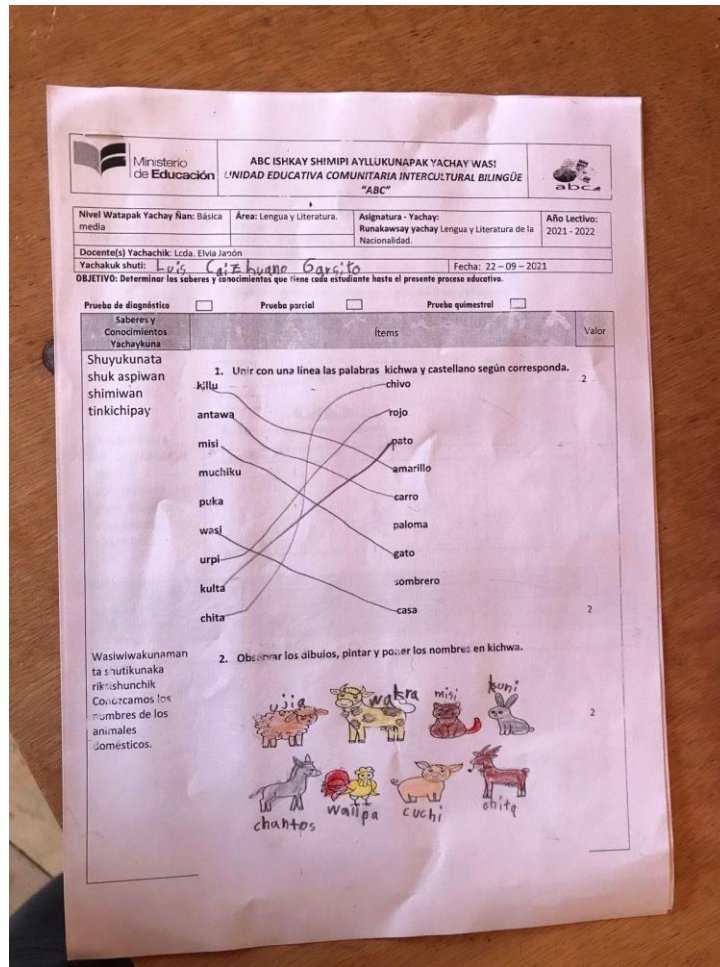 Ministerio
de Educación
ABC ISHKAY SHIMIPI AYLLUKUNAPAK YACHAY WASI
UNIDAD EDUCATIVA COMUNITARIA INTERCULTURAL BILINGÜE
"ABC"
abc
Nivel Watapak Yachay Ñan: Básica
media
Área: Lengua y Literatura.
Asignatura - Yachay:
Runakawsay yachay Lengua y Literatura de la
Nacionalidad.
Año Lectivo:
2021 - 2022
Docente(s) Yachachik: Lcda. Elvia Japón
Yachakuk shuti: Luis
Fecha: 22 – 09 – 2021
OBJETIVO: Determinar los saberes y conocimientos que tiene cada estudiante hasta el presente proceso educativo.
Prueba de diagnóstico
Prueba parcial
Prueba quimestral
Saberes y
Conocimientos
Yachaykuna
Ítems
Valor
Shuyukunata
shuk aspiwan
shimiwan
tinkichipay
1. Unir con una línea las palabras kichwa y castellano según corresponda.
2
killu
chivo
antawa
rojo
misi
pato
muchiku
amarillo
puka
carro
wasi
paloma
urpi
gato
kulta
sombrero
chita
casa
2
Wasiwiwakunaman
ta shutikunaka
riksishunchik
Conozcamos los
nombres de los
animales
domésticos.
2. Observar los dibujos, pintar y poner los nombres en kichwa.
2
ujia
wakra
misi
kuni
chantos
wallpa
cuchi
chita